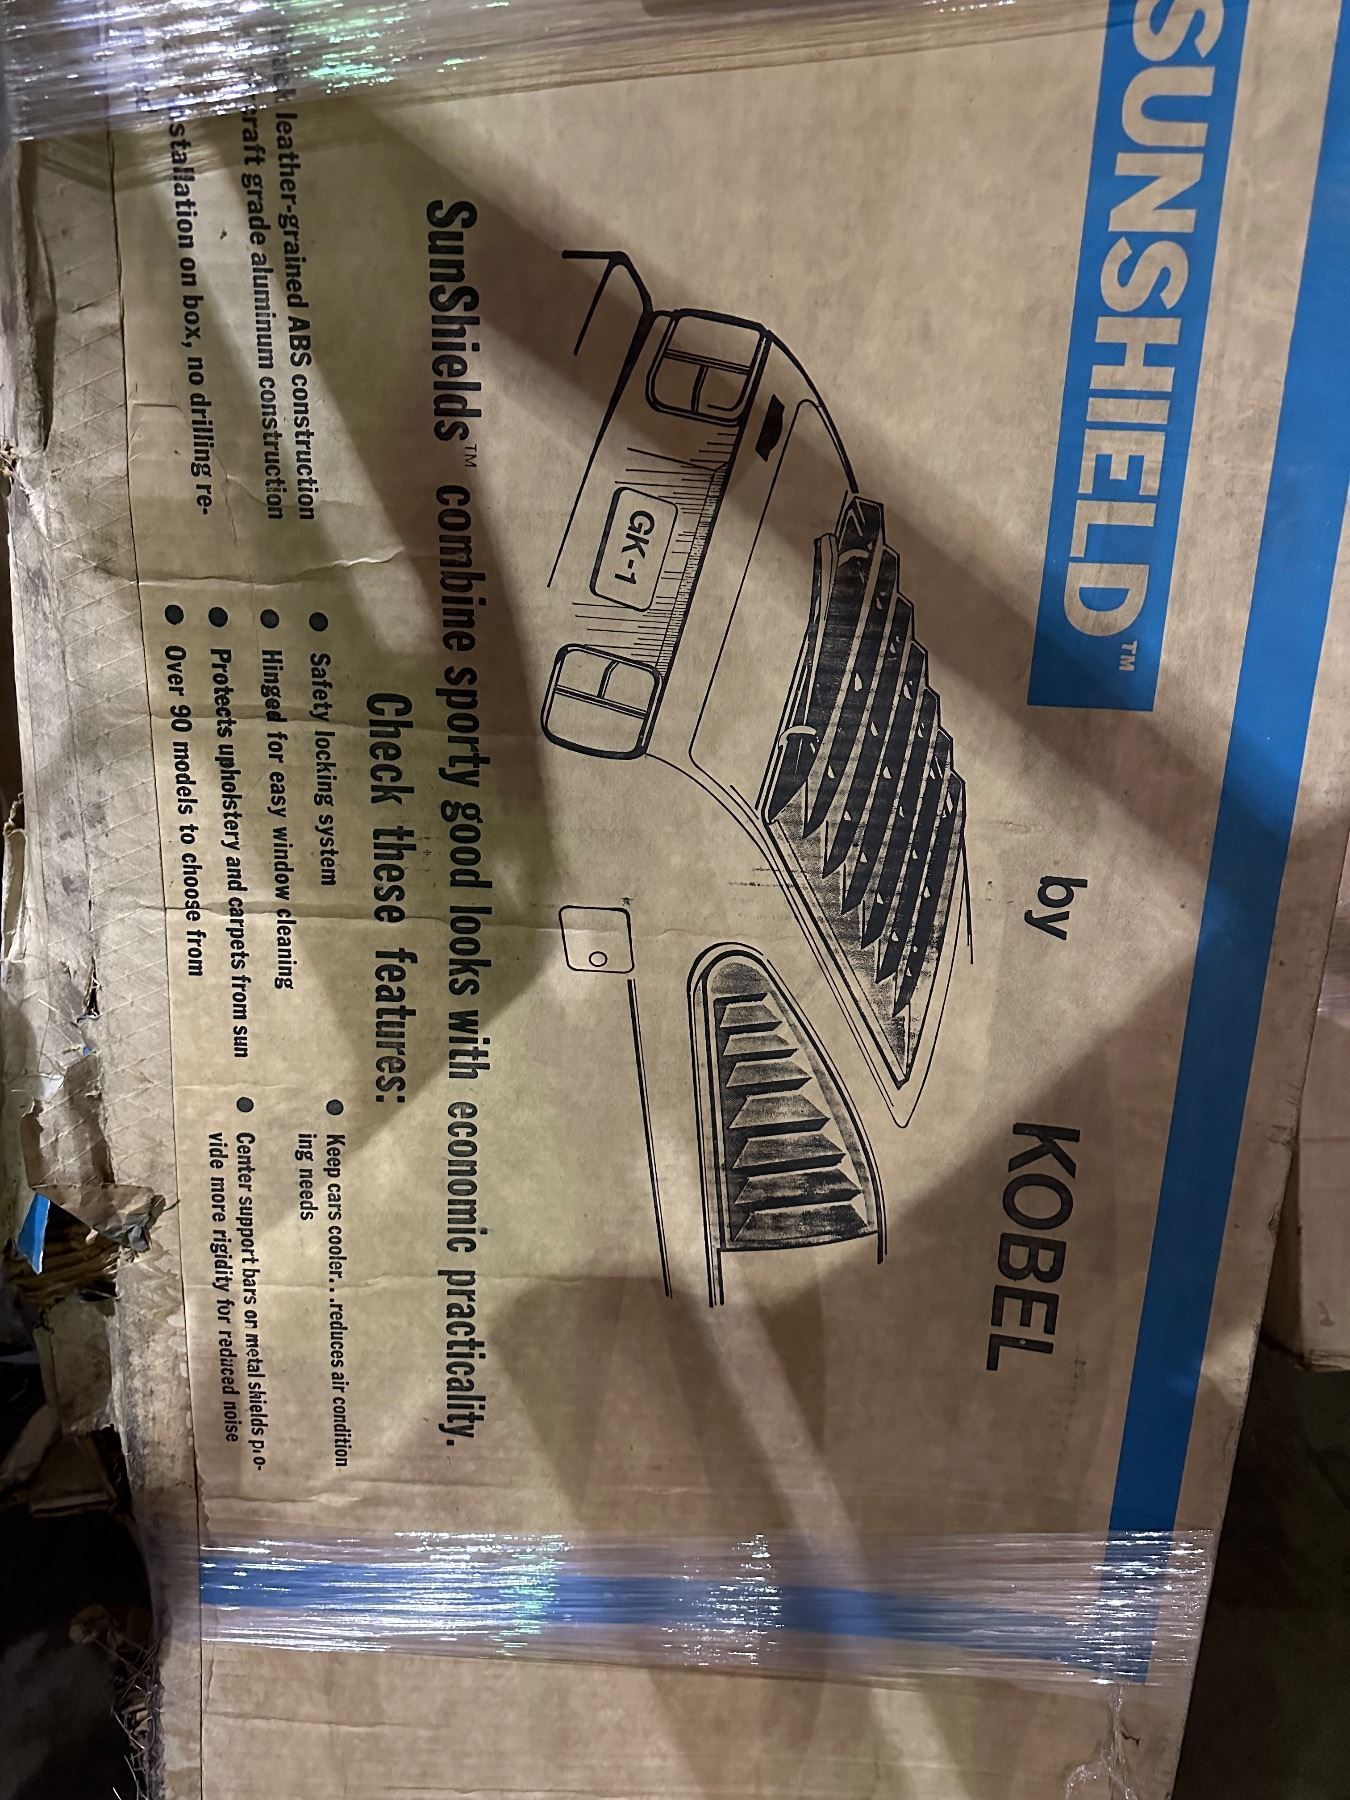 SUNSHIELD™
by KOBEL
GK-1
SunShields™ combine sporty good looks with economic practicality.
Check these features:
leather-grained ABS construction
grade aluminum construction
on box, no drilling re-
● Safety locking system
● Hinged for easy window cleaning
● Protects upholstery and carpets from sun
● Over 90 models to choose from
● Keep cars cooler. . .reduces air condition-
ing needs
● Center support bars or metal shields pro-
vide more rigidity for reduced noise